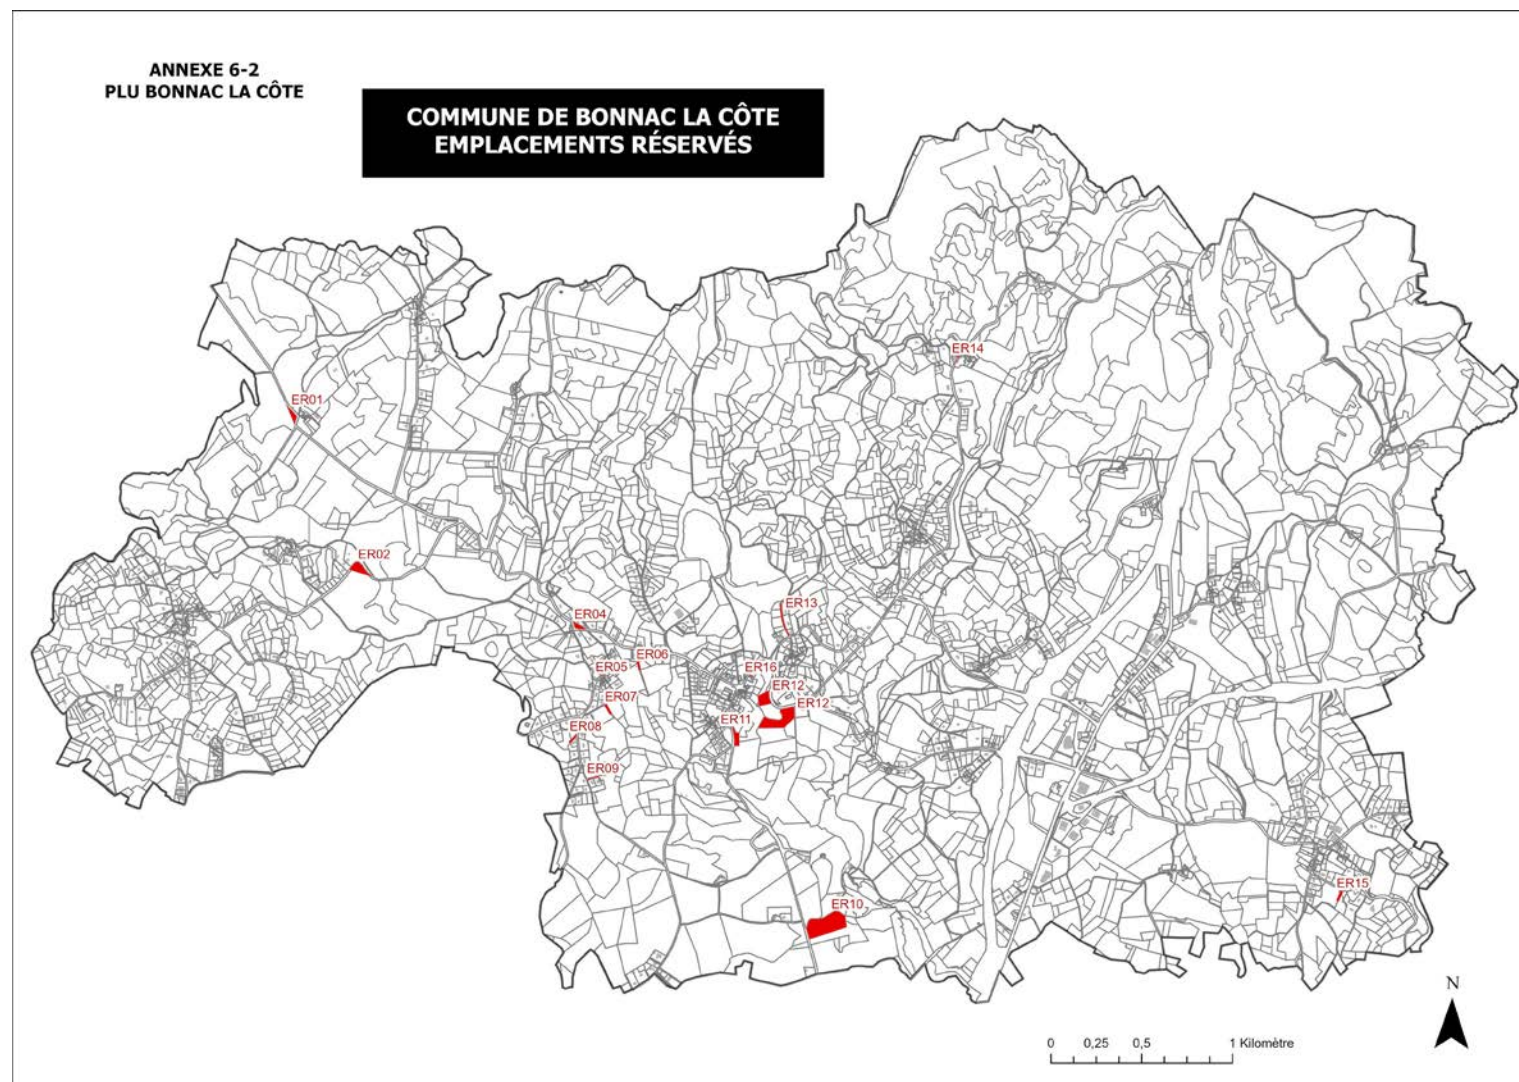 ANNEXE 6-2
PLU BONNAC LA CÔTE
COMMUNE DE BONNAC LA CÔTE
EMPLACEMENTS RÉSERVÉS
ER14
ER01
ER02
ER13
ER04
ER05
ER06
ER16
ER12
ER07
ER12
ER08
ER11
ER09
ER15
ER10
N
0 0,25 0,5 1 Kilomètre